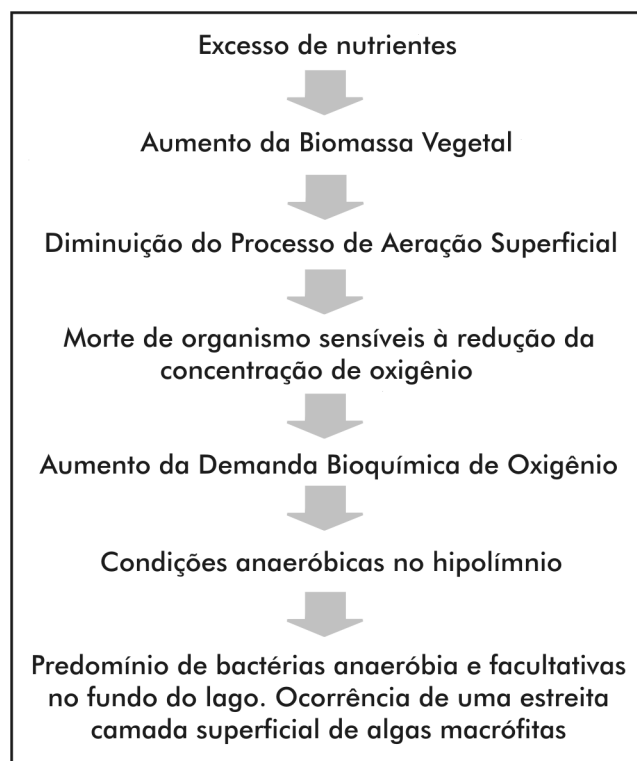 Excesso de nutrientes
Aumento da Biomassa Vegetal
Diminuição do Processo de Aeração Superficial
Morte de organismo sensíveis à redução da
concentração de oxigênio
Aumento da Demanda Bioquímica de Oxigênio
Condições anaeróbicas no hipolímnio
Predomínio de bactérias anaeróbia e facultativas
no fundo do lago. Ocorrência de uma estreita
camada superficial de algas macrófitas